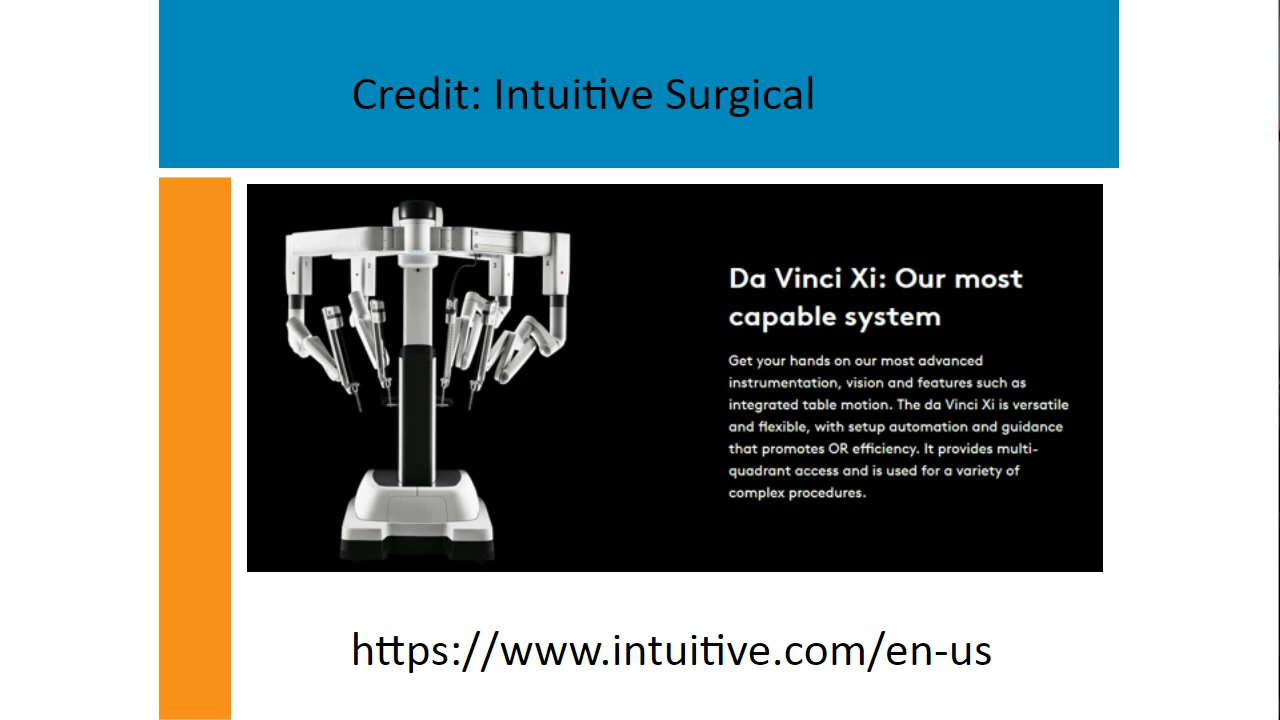 Credit: Intuitive Surgical
Da Vinci Xi: Our most
capable system
Get your hands on our most advanced
instrumentation, vision and features such as
integrated table motion. The da Vinci Xi is versatile
and flexible, with setup automation and guidance
that promotes OR efficiency. It provides multi-
quadrant access and is used for a variety of
complex procedures.
https://www.intuitive.com/en-us